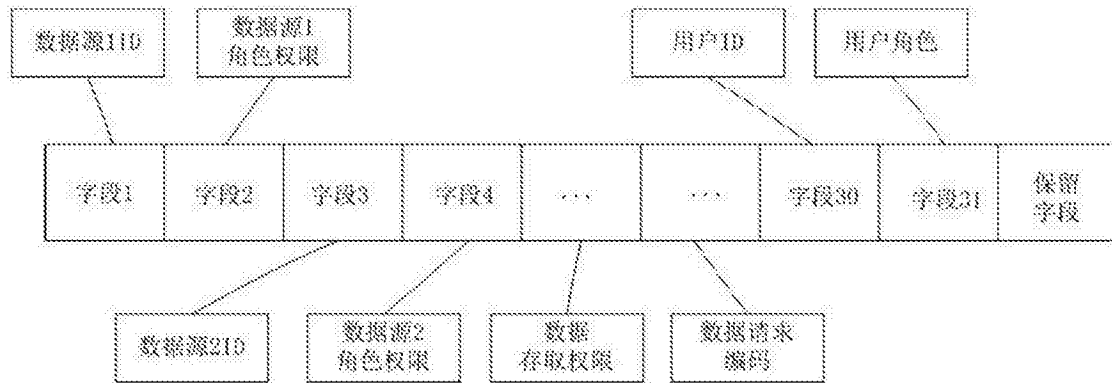 数据源1ID
数据源1
角色权限
用户ID
用户角色
字段1
字段2
字段3
字段4
...
...
字段30
字段31
保留
字段
数据源2ID
数据源2
角色权限
数据
存取权限
数据请求
编码